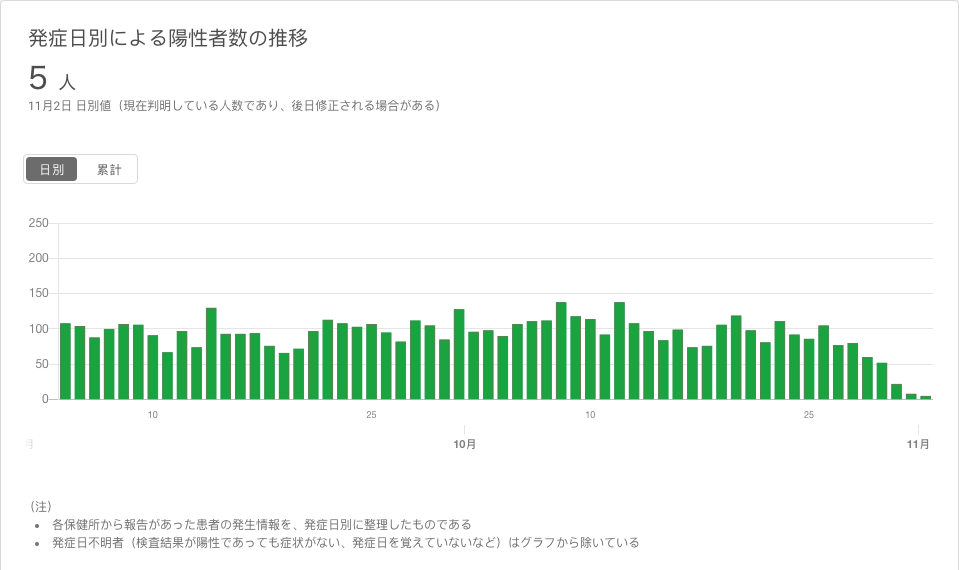 発症日別による陽性者数の推移
5 人
11月2日 日別値（現在判明している人数であり、後日修正される場合がある）
日別 累計
250
200
150
100
50
0
10 25 10 25
月 10月 11月
（注）
• 各保健所から報告があった患者の発生情報を、発症日別に整理したものである
• 発症日不明者（検査結果が陽性であっても症状がない、発症日を覚えていないなど）はグラフから除いている